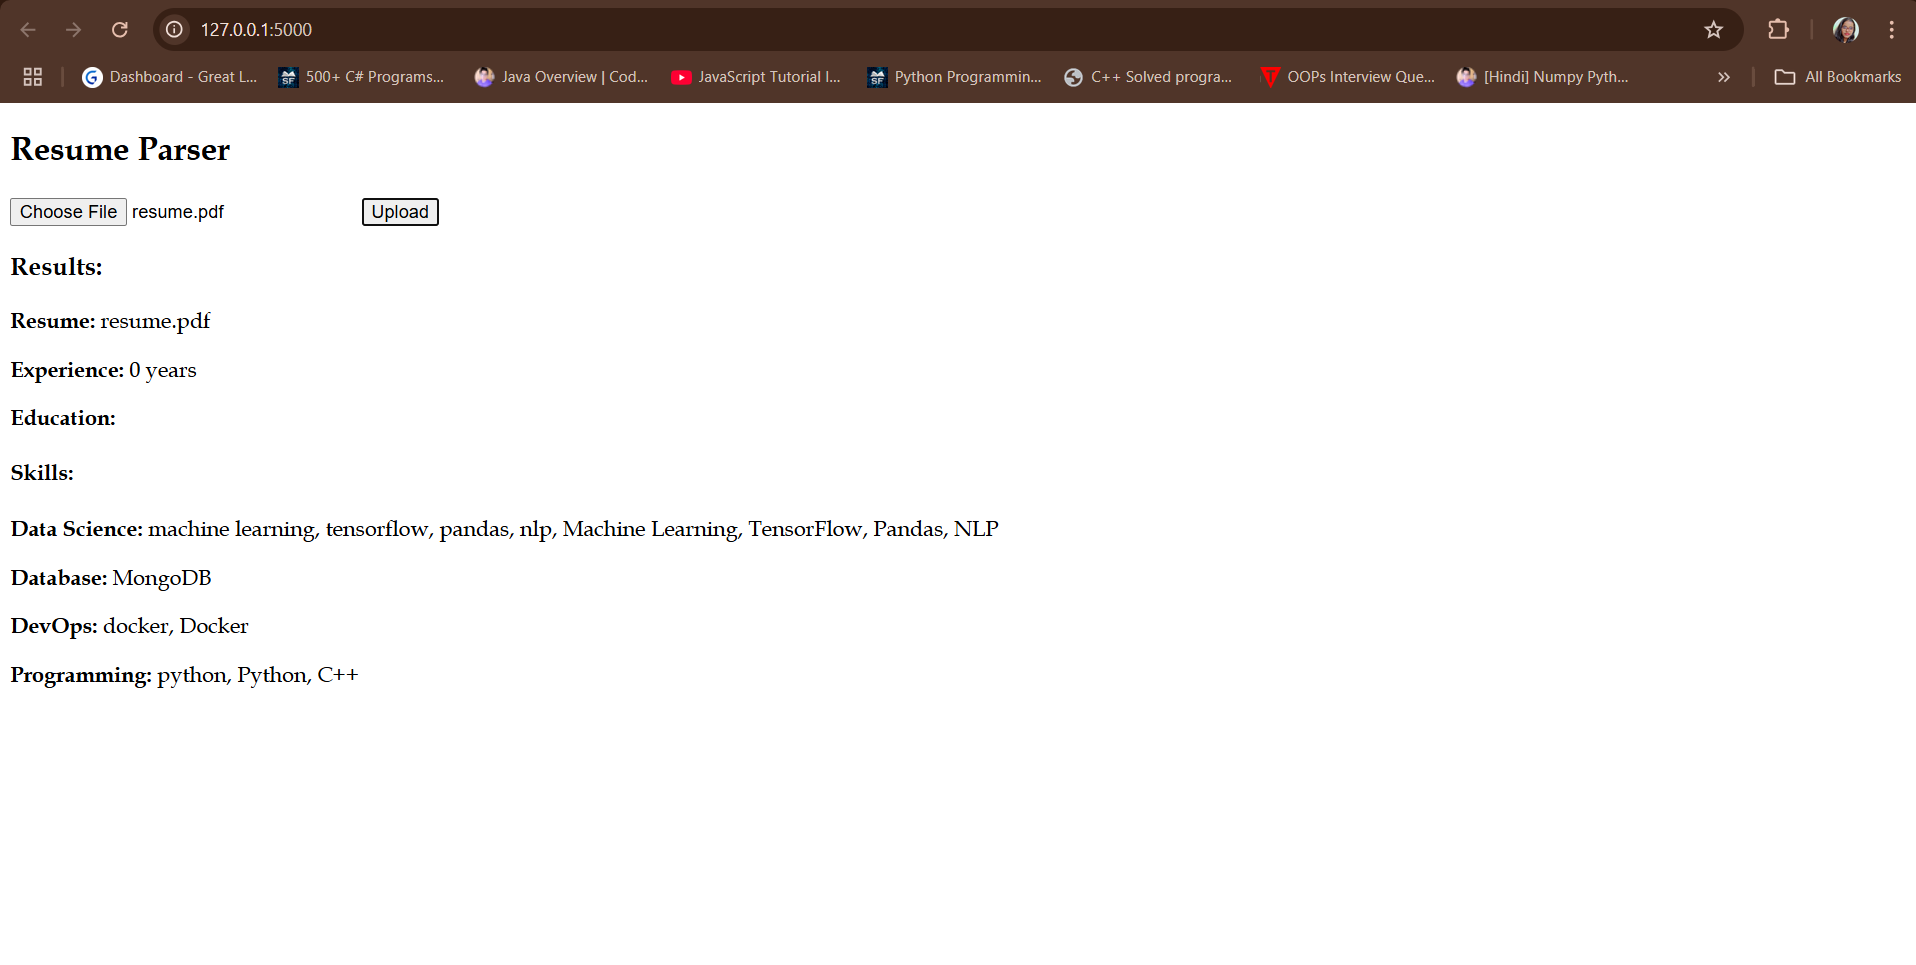 127.0.0.1:5000
Dashboard - Great L... 500+ C# Programs... Java Overview | Cod... JavaScript Tutorial I... Python Programmin... C++ Solved progra... OOPs Interview Que... [Hindi] Numpy Pyth... » All Bookmarks
Resume Parser
Choose File resume.pdf Upload
Results:
Resume: resume.pdf
Experience: 0 years
Education:
Skills:
Data Science: machine learning, tensorflow, pandas, nlp, Machine Learning, TensorFlow, Pandas, NLP
Database: MongoDB
DevOps: docker, Docker
Programming: python, Python, C++